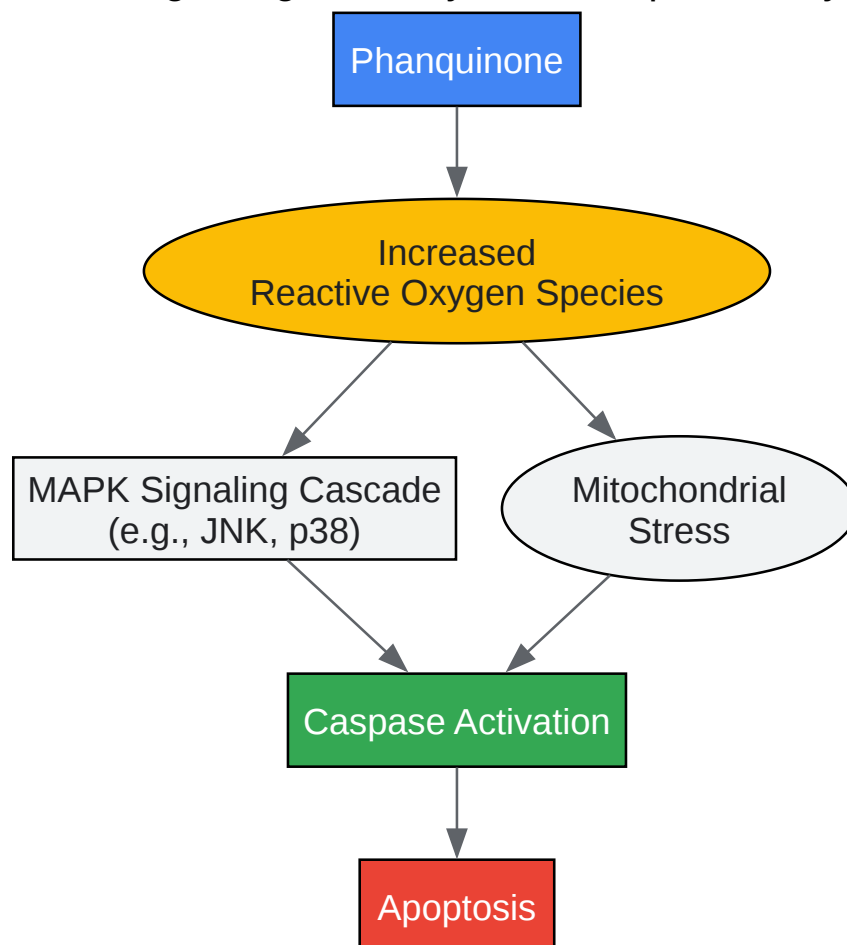 Phanquinone
Increased
Reactive Oxygen Species
MAPK Signaling Cascade
(e.g., JNK, p38)
Mitochondrial
Stress
Caspase Activation
Apoptosis